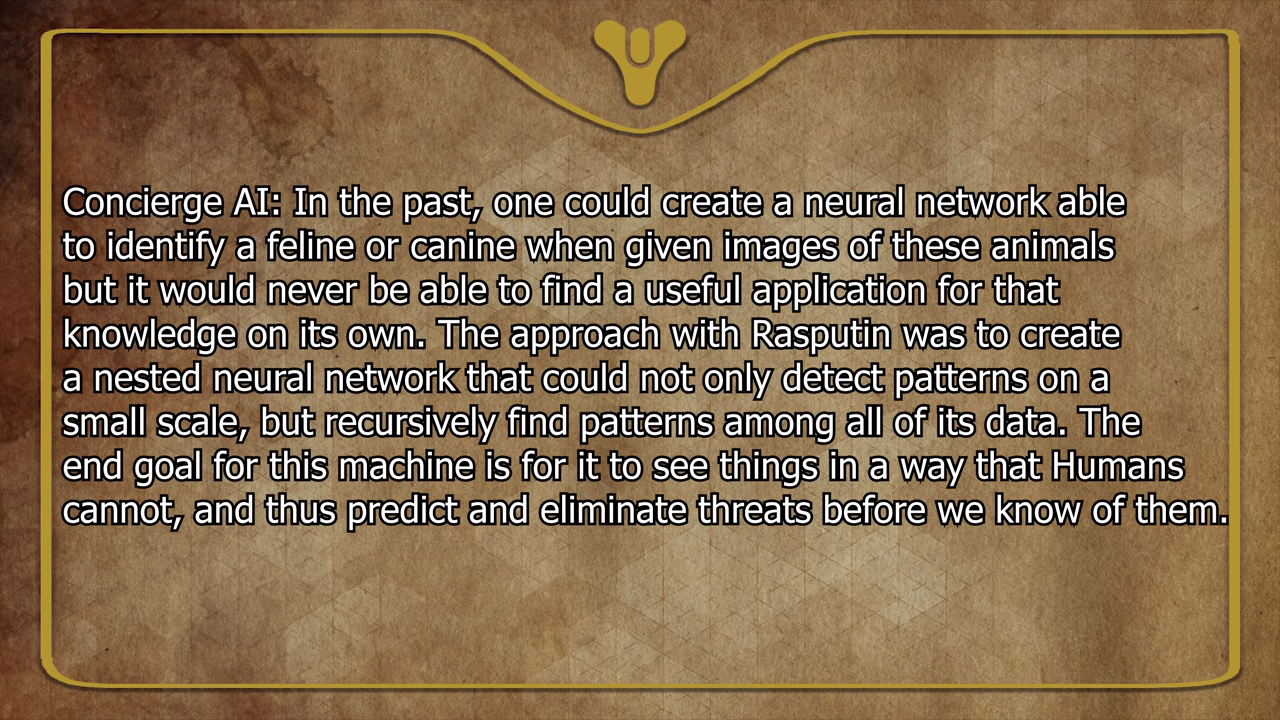 Concierge AI: In the past, one could create a neural network able
to identify a feline or canine when given images of these animals
but it would never be able to find a useful application for that
knowledge on its own. The approach with Rasputin was to create
a nested neural network that could not only detect patterns on a
small scale, but recursively find patterns among all of its data. The
end goal for this machine is for it to see things in a way that Humans
cannot, and thus predict and eliminate threats before we know of them.